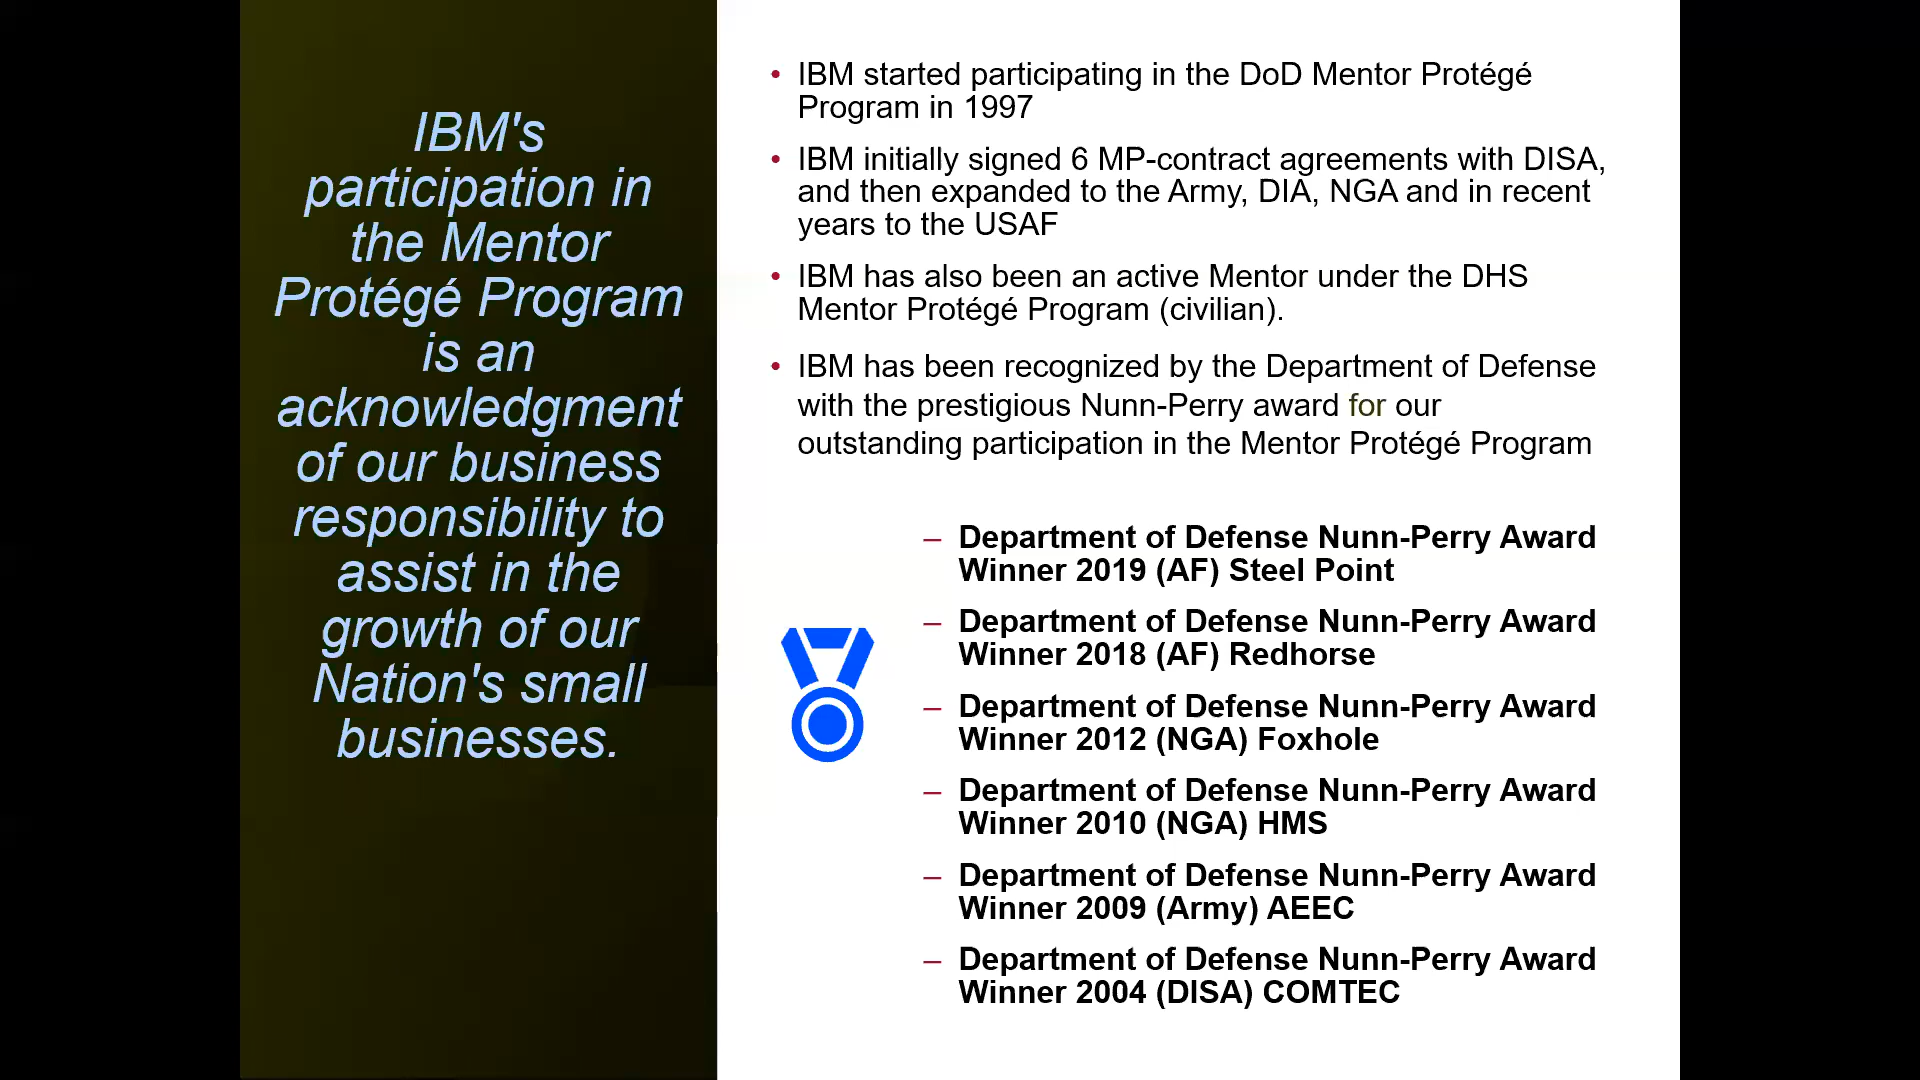 IBM's
participation in
the Mentor
Protégé Program
is an
acknowledgment
of our business
responsibility to
assist in the
growth of our
Nation's small
businesses.
• IBM started participating in the DoD Mentor Protégé
Program in 1997
• IBM initially signed 6 MP-contract agreements with DISA,
and then expanded to the Army, DIA, NGA and in recent
years to the USAF
• IBM has also been an active Mentor under the DHS
Mentor Protégé Program (civilian).
• IBM has been recognized by the Department of Defense
with the prestigious Nunn-Perry award for our
outstanding participation in the Mentor Protégé Program
– Department of Defense Nunn-Perry Award
Winner 2019 (AF) Steel Point
– Department of Defense Nunn-Perry Award
Winner 2018 (AF) Redhorse
– Department of Defense Nunn-Perry Award
Winner 2012 (NGA) Foxhole
– Department of Defense Nunn-Perry Award
Winner 2010 (NGA) HMS
– Department of Defense Nunn-Perry Award
Winner 2009 (Army) AEEC
– Department of Defense Nunn-Perry Award
Winner 2004 (DISA) COMTEC